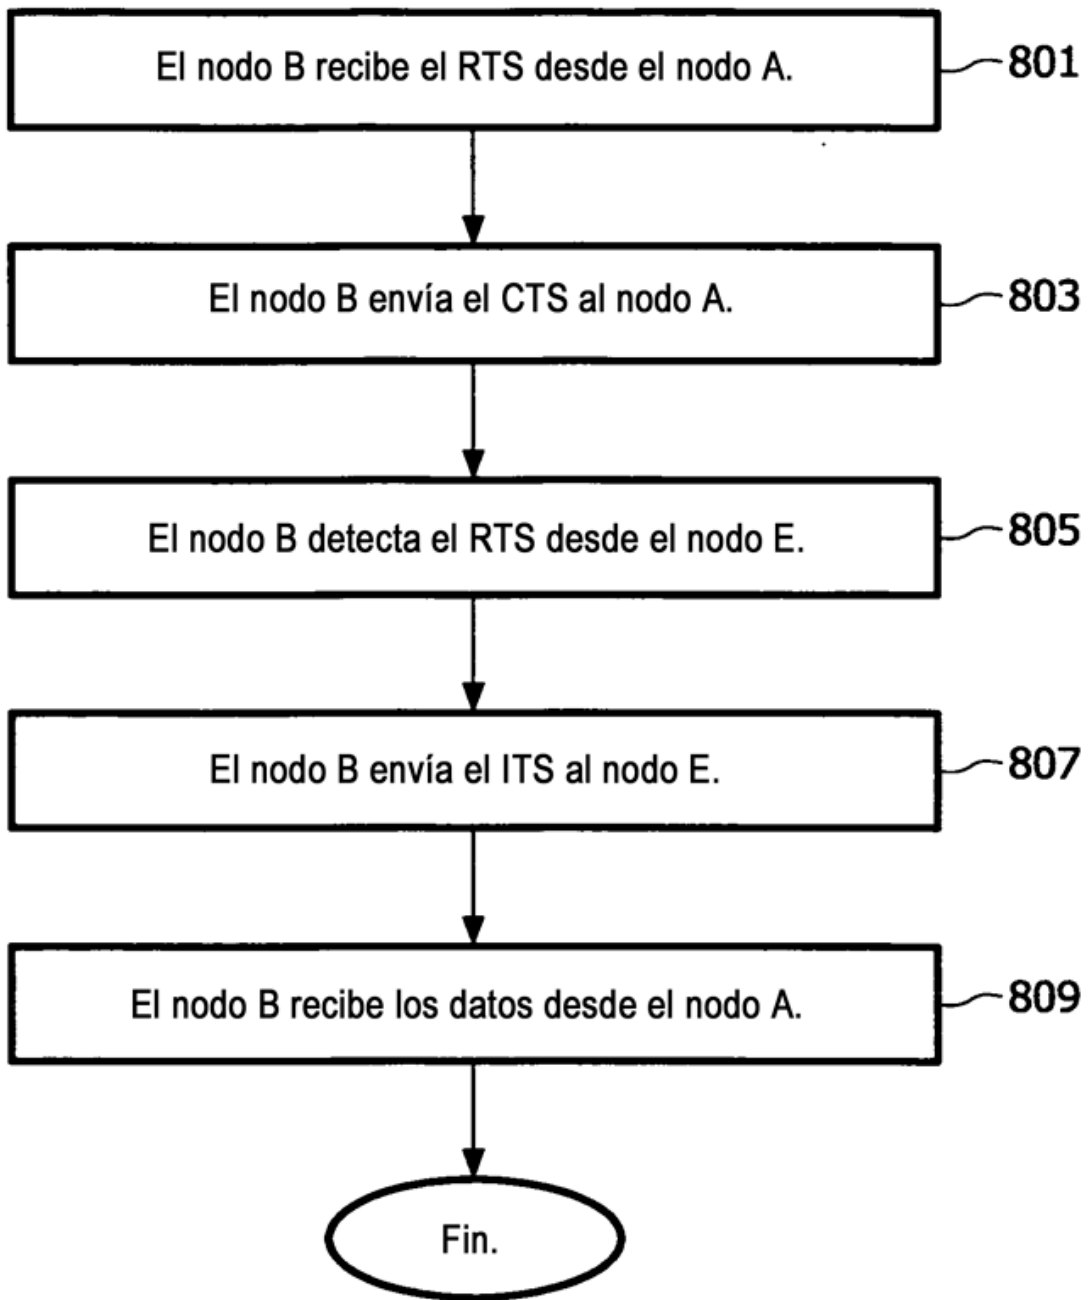 El nodo B recibe el RTS desde el nodo A.
801
El nodo B envía el CTS al nodo A.
803
El nodo B detecta el RTS desde el nodo E.
805
El nodo B envía el ITS al nodo E.
807
El nodo B recibe los datos desde el nodo A.
809
Fin.